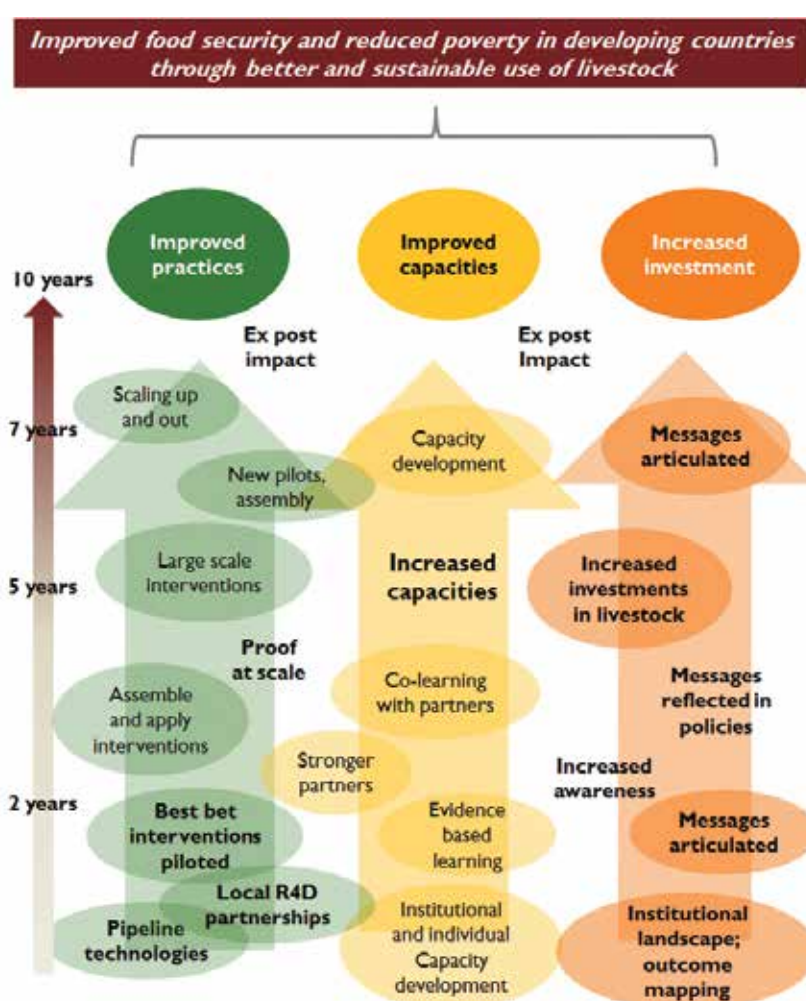 Improved food security and reduced poverty in developing countries
through better and sustainable use of livestock
Improved
practices
Improved
capacities
Increased
investment
10 years
Ex post
impact
Ex post
Impact
Scaling up
and out
7 years
Capacity
development
Messages
articulated
New pilots,
assembly
Large scale
interventions
5 years
Increased
capacities
Increased
investments
in livestock
Proof
at scale
Assemble
and apply
interventions
Co-learning
with partners
Messages
reflected in
policies
Stronger
partners
Increased
awareness
2 years
Best bet
interventions
piloted
Evidence
based
learning
Messages
articulated
Local R4D
partnerships
Pipeline
technologies
Institutional
and individual
Capacity
development
Institutional
landscape;
outcome
mapping